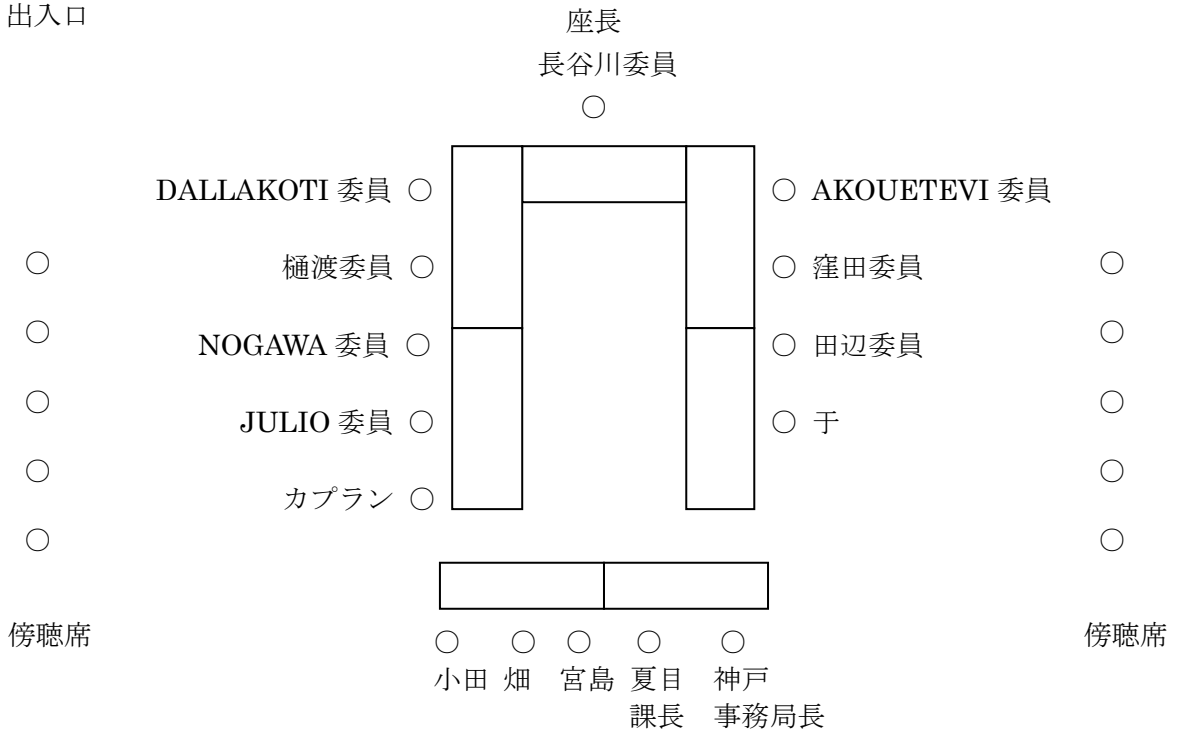 出入口
座長
長谷川委員
○
DALLAKOTI 委員 ○
○ AKOUETEVI 委員
樋渡委員 ○
○ 窪田委員
NOGAWA 委員 ○
○ 田辺委員
JULIO 委員 ○
○ 于
カプラン ○
○
○
○
○
○
○
○
○
○
○
傍聴席
傍聴席
○ ○ ○ ○ ○
小田 畑 宮島 夏目 神戸
課長 事務局長